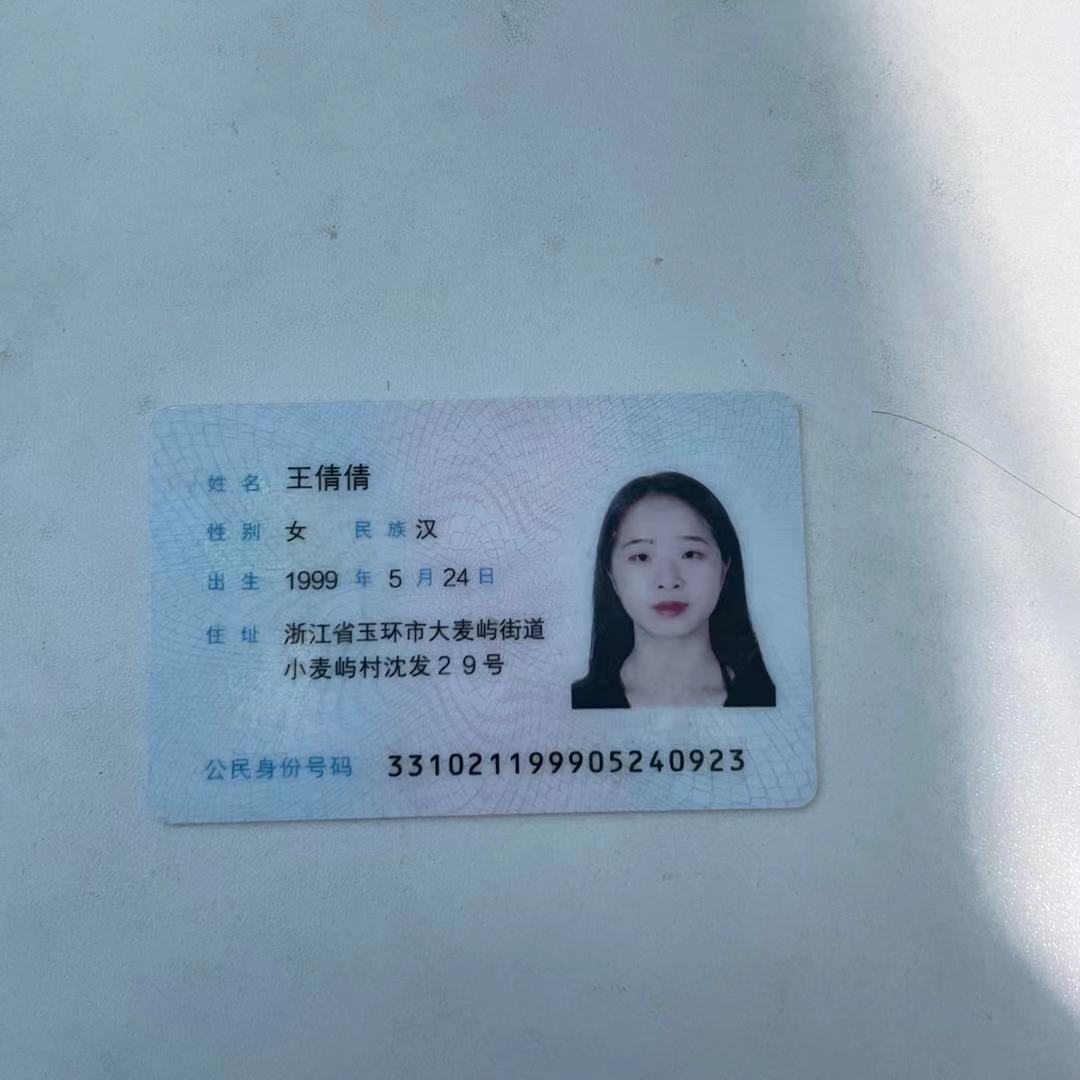 姓名 王倩倩
性别 女 民族 汉
出生 1999 年 5 月 24 日
住址 浙江省玉环市大麦屿街道
小麦屿村沈发29号
公民身份号码 331021199905240923